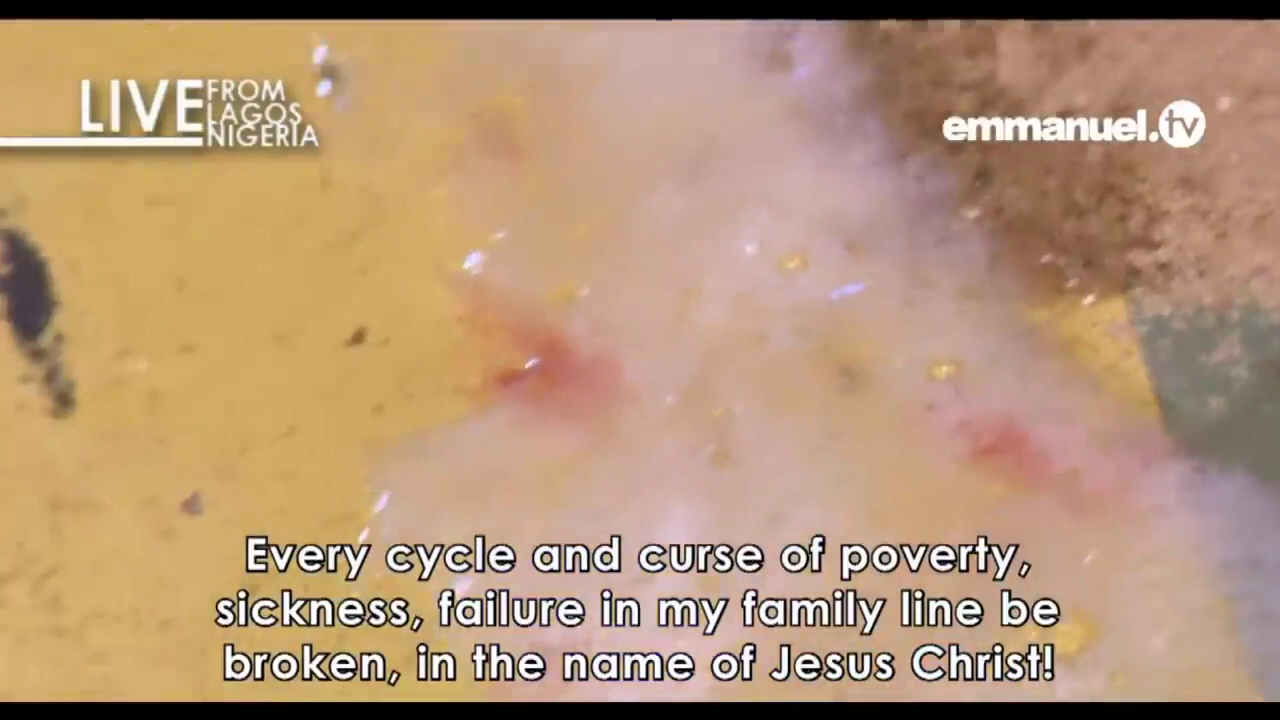 LIVE FROM
LAGOS
NIGERIA
emmanuel.tv
Every cycle and curse of poverty,
sickness, failure in my family line be
broken, in the name of Jesus Christ!